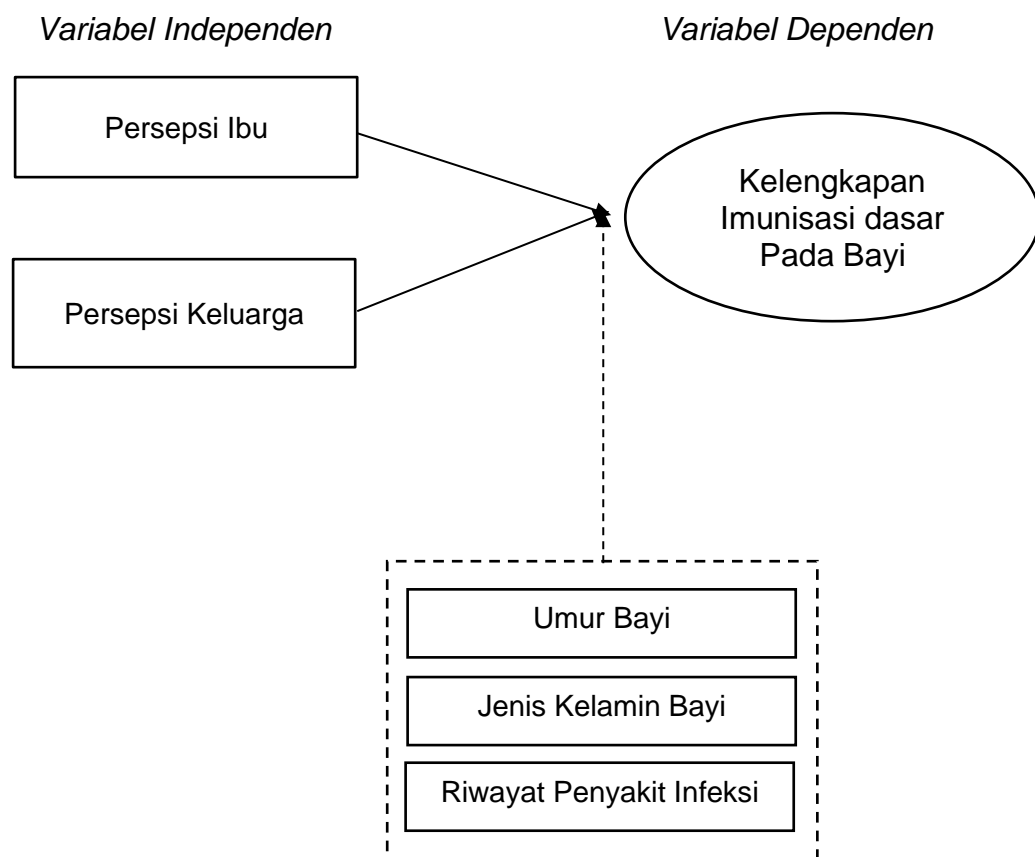 Variabel Independen
Variabel Dependen
Persepsi Ibu
Kelengkapan
Imunisasi dasar
Pada Bayi
Persepsi Keluarga
Umur Bayi
Jenis Kelamin Bayi
Riwayat Penyakit Infeksi